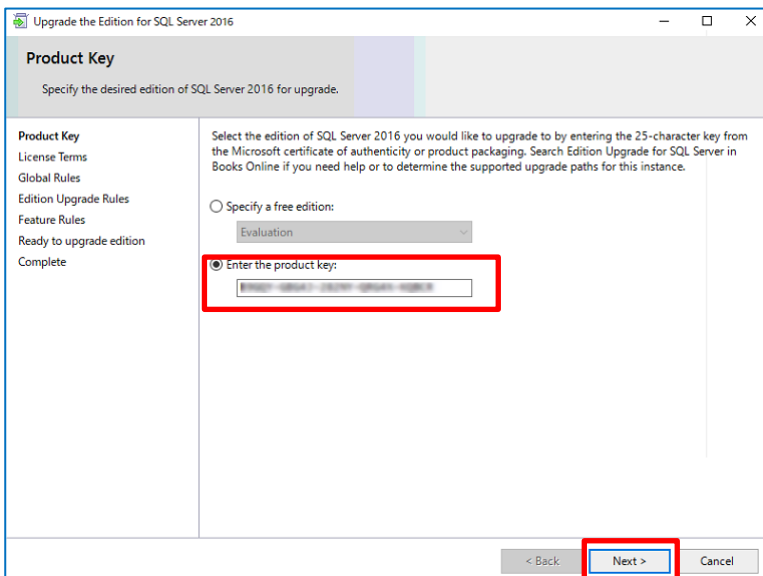 Upgrade the Edition for SQL Server 2016
Product Key
Specify the desired edition of SQL Server 2016 for upgrade.
Product Key
License Terms
Global Rules
Edition Upgrade Rules
Feature Rules
Ready to upgrade edition
Complete
Select the edition of SQL Server 2016 you would like to upgrade to by entering the 25-character key from
the Microsoft certificate of authenticity or product packaging. Search Edition Upgrade for SQL Server in
Books Online if you need help or to determine the supported upgrade paths for this instance.
Specify a free edition:
Evaluation
Enter the product key:
< Back
Next >
Cancel